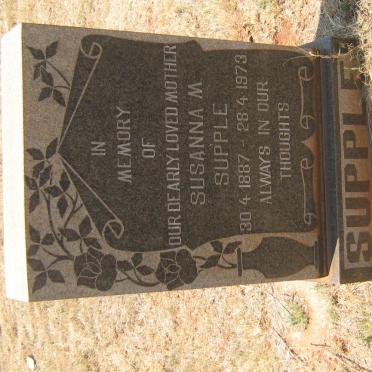 IN
MEMORY
OF
OUR DEARLY LOVED MOTHER
SUSANNA M.
SUPPLE
30·4·1887 - 28·4·1973
ALWAYS IN OUR
THOUGHTS
SUPPLE